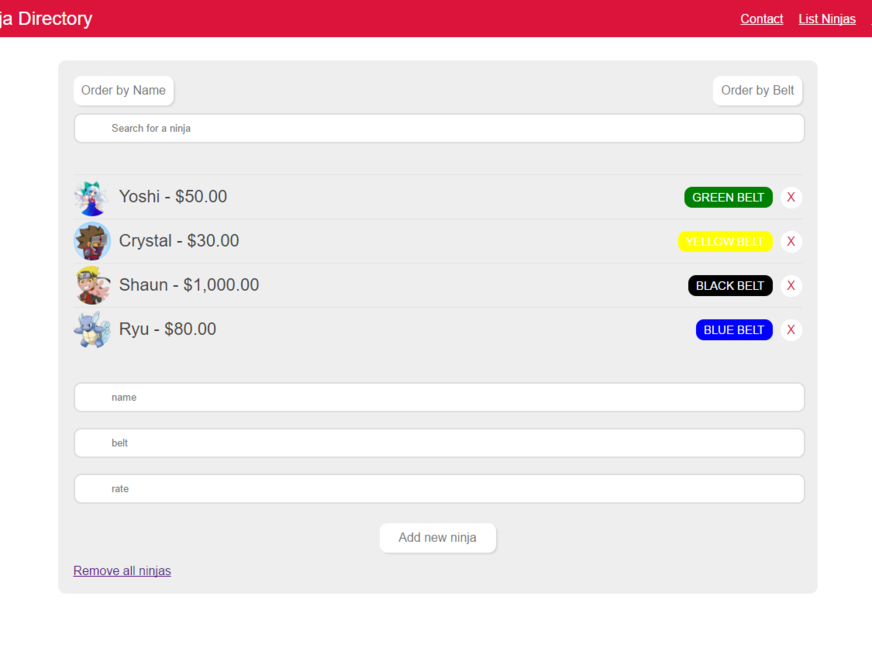 ja Directory
Contact List Ninjas
Order by Name Order by Belt
Search for a ninja
Yoshi - $50.00 GREEN BELT X
Crystal - $30.00 YELLOW BELT X
Shaun - $1,000.00 BLACK BELT X
Ryu - $80.00 BLUE BELT X
name
belt
rate
Add new ninja
Remove all ninjas